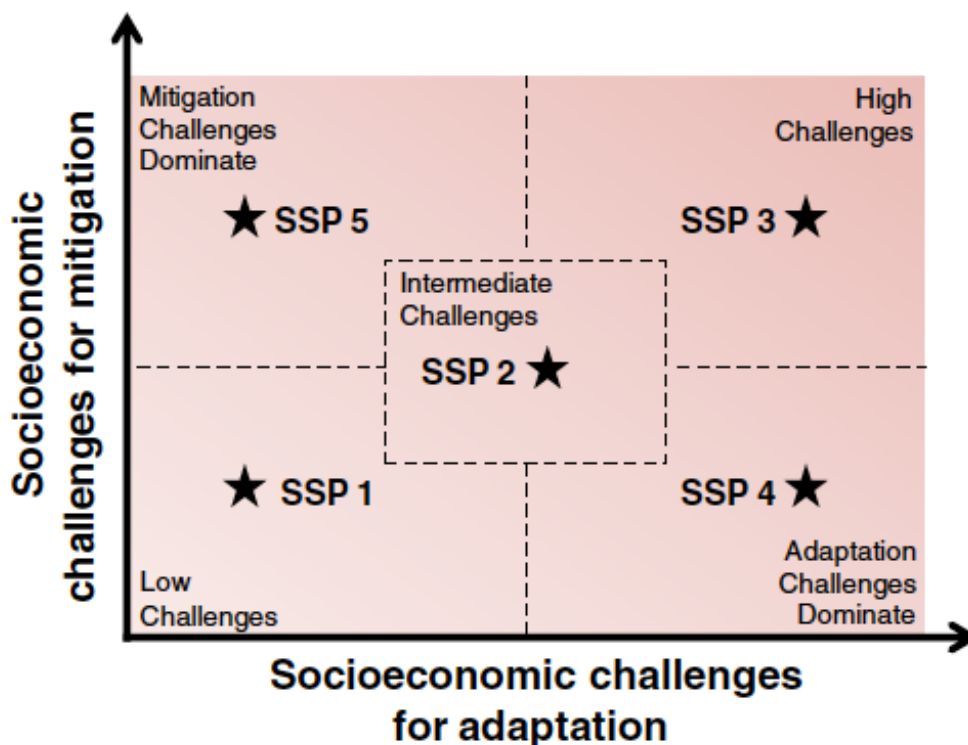 Socioeconomic
challenges for mitigation
Mitigation
Challenges
Dominate
High
Challenges
SSP 5
SSP 3
Intermediate
Challenges
SSP 2
SSP 1
SSP 4
Low
Challenges
Adaptation
Challenges
Dominate
Socioeconomic challenges
for adaptation